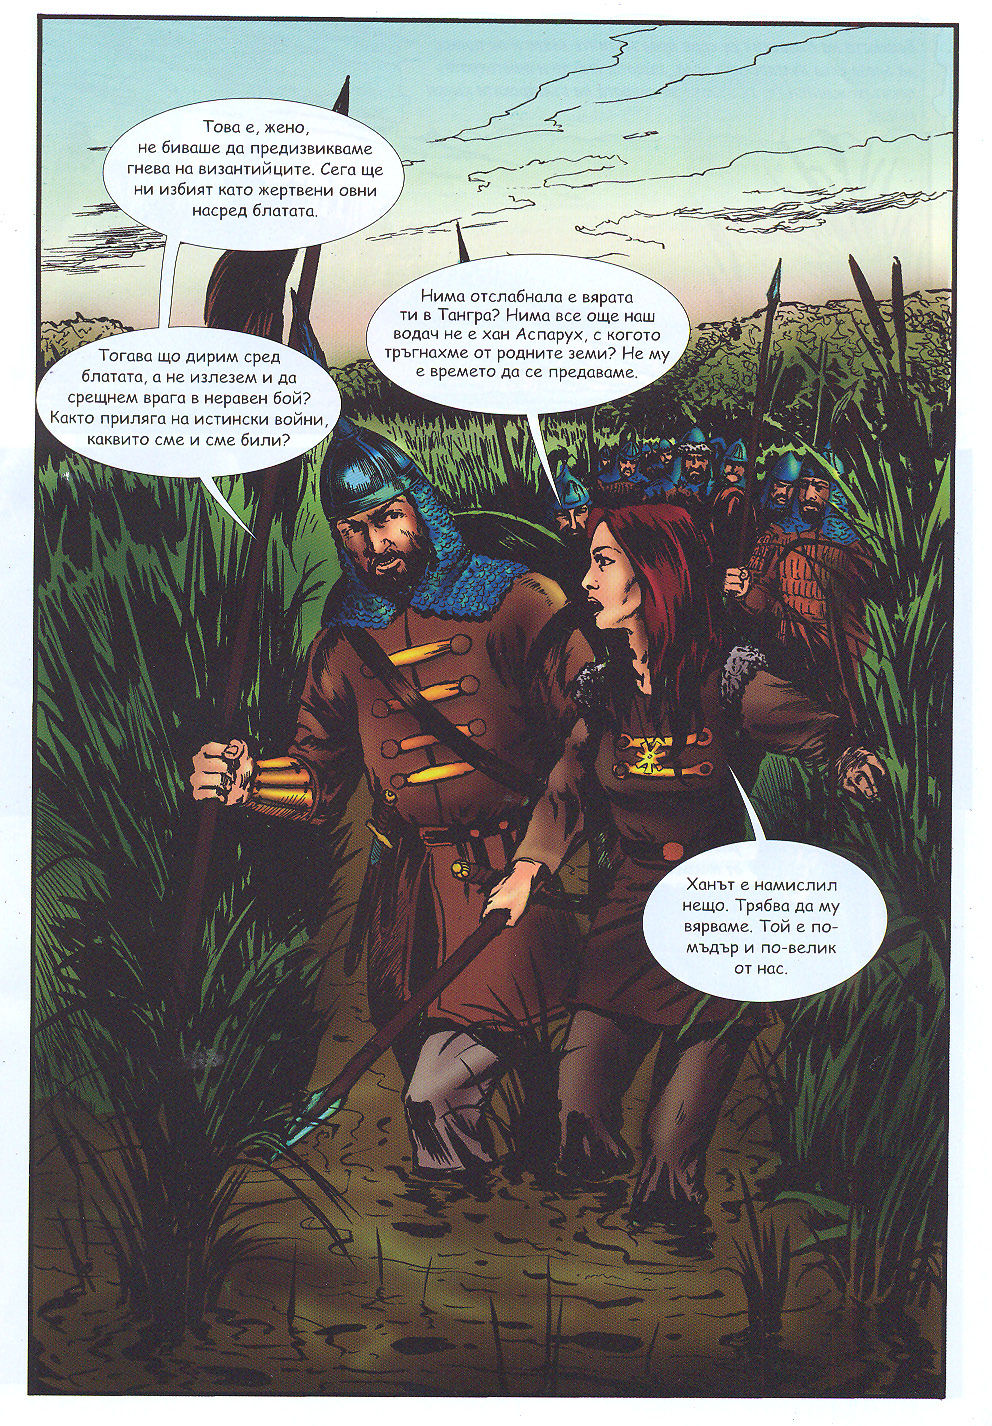 Това е, жено,
не биваше да предизвикваме
гнева на византийците. Сега ще
ни избият като жертвени овни
насред блатата.
Нима отслабнала е вярата
ти в Тангра? Нима все още наш
водач не е хан Аспарух, с когото
тръгнахме от родните земи? Не му
е времето да се предаваме.
Тогава що дирим сред
блатата, а не излезем и да
срещнем врага в неравен бой?
Както приляга на истински войни,
каквито сме и сме били?
Ханът е намислил
нещо. Трябва да му
вярваме. Той е по-
мъдър и по-велик
от нас.